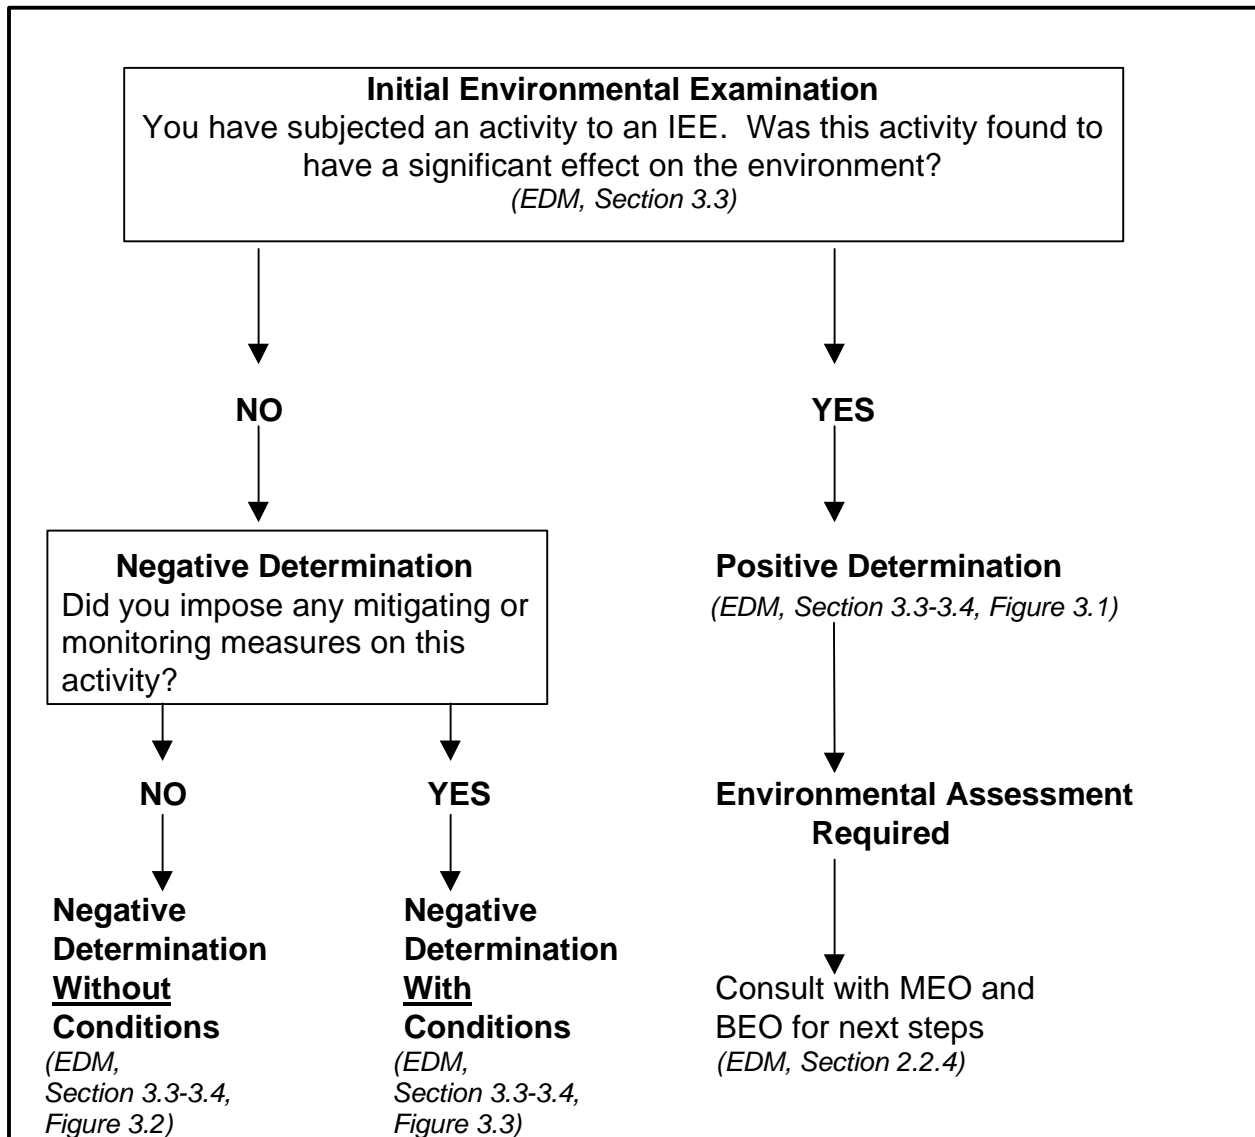 Initial Environmental Examination
You have subjected an activity to an IEE. Was this activity found to
have a significant effect on the environment?
(EDM, Section 3.3)
NO
YES
Negative Determination
Did you impose any mitigating or
monitoring measures on this
activity?
Positive Determination
(EDM, Section 3.3-3.4, Figure 3.1)
NO
YES
Environmental Assessment
Required
Negative
Determination
Without
Conditions
(EDM,
Section 3.3-3.4,
Figure 3.2)
Negative
Determination
With
Conditions
(EDM,
Section 3.3-3.4,
Figure 3.3)
Consult with MEO and
BEO for next steps
(EDM, Section 2.2.4)